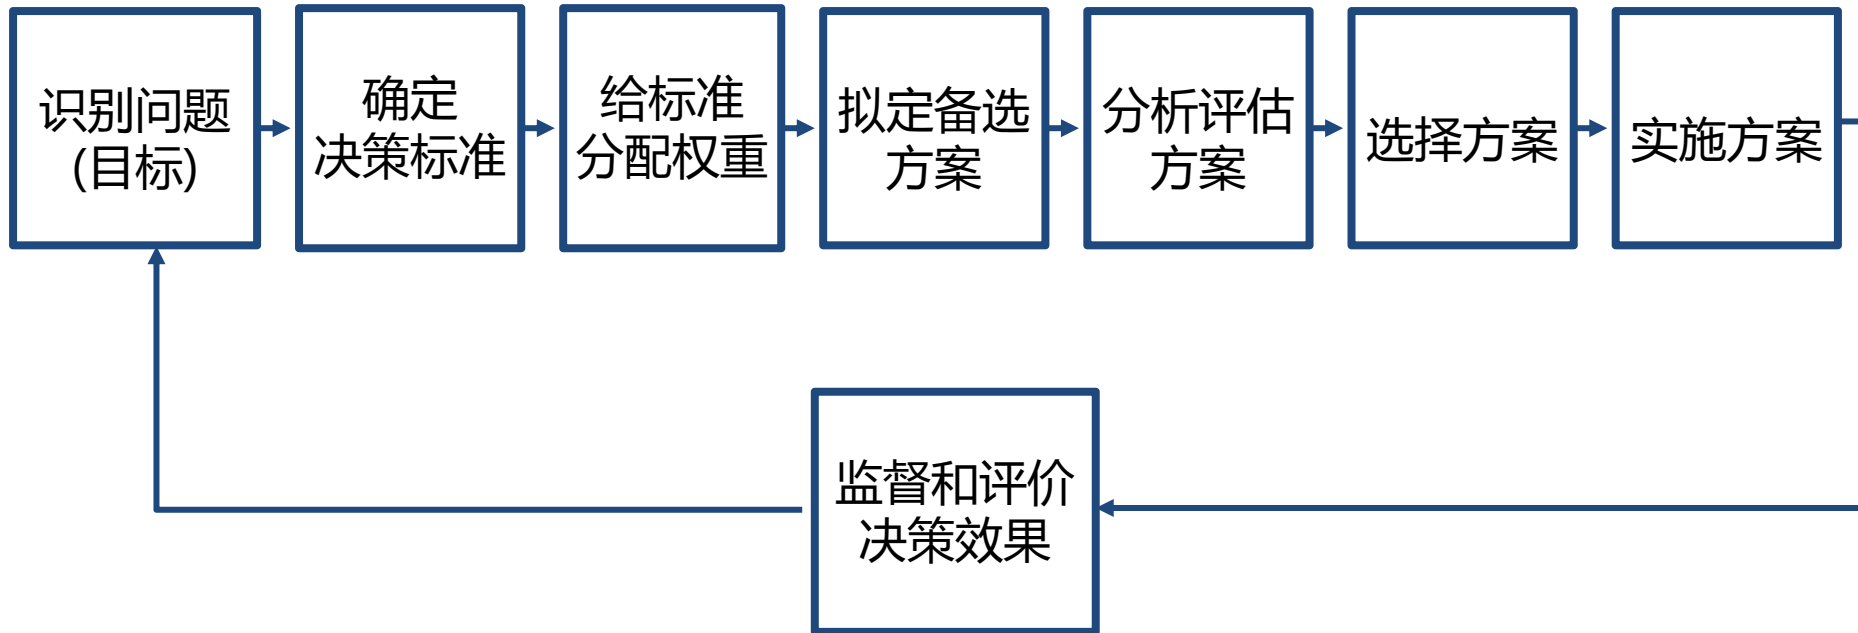 识别问题
(目标)
确定
决策标准
给标准
分配权重
拟定备选
方案
分析评估
方案
选择方案
实施方案
监督和评价
决策效果